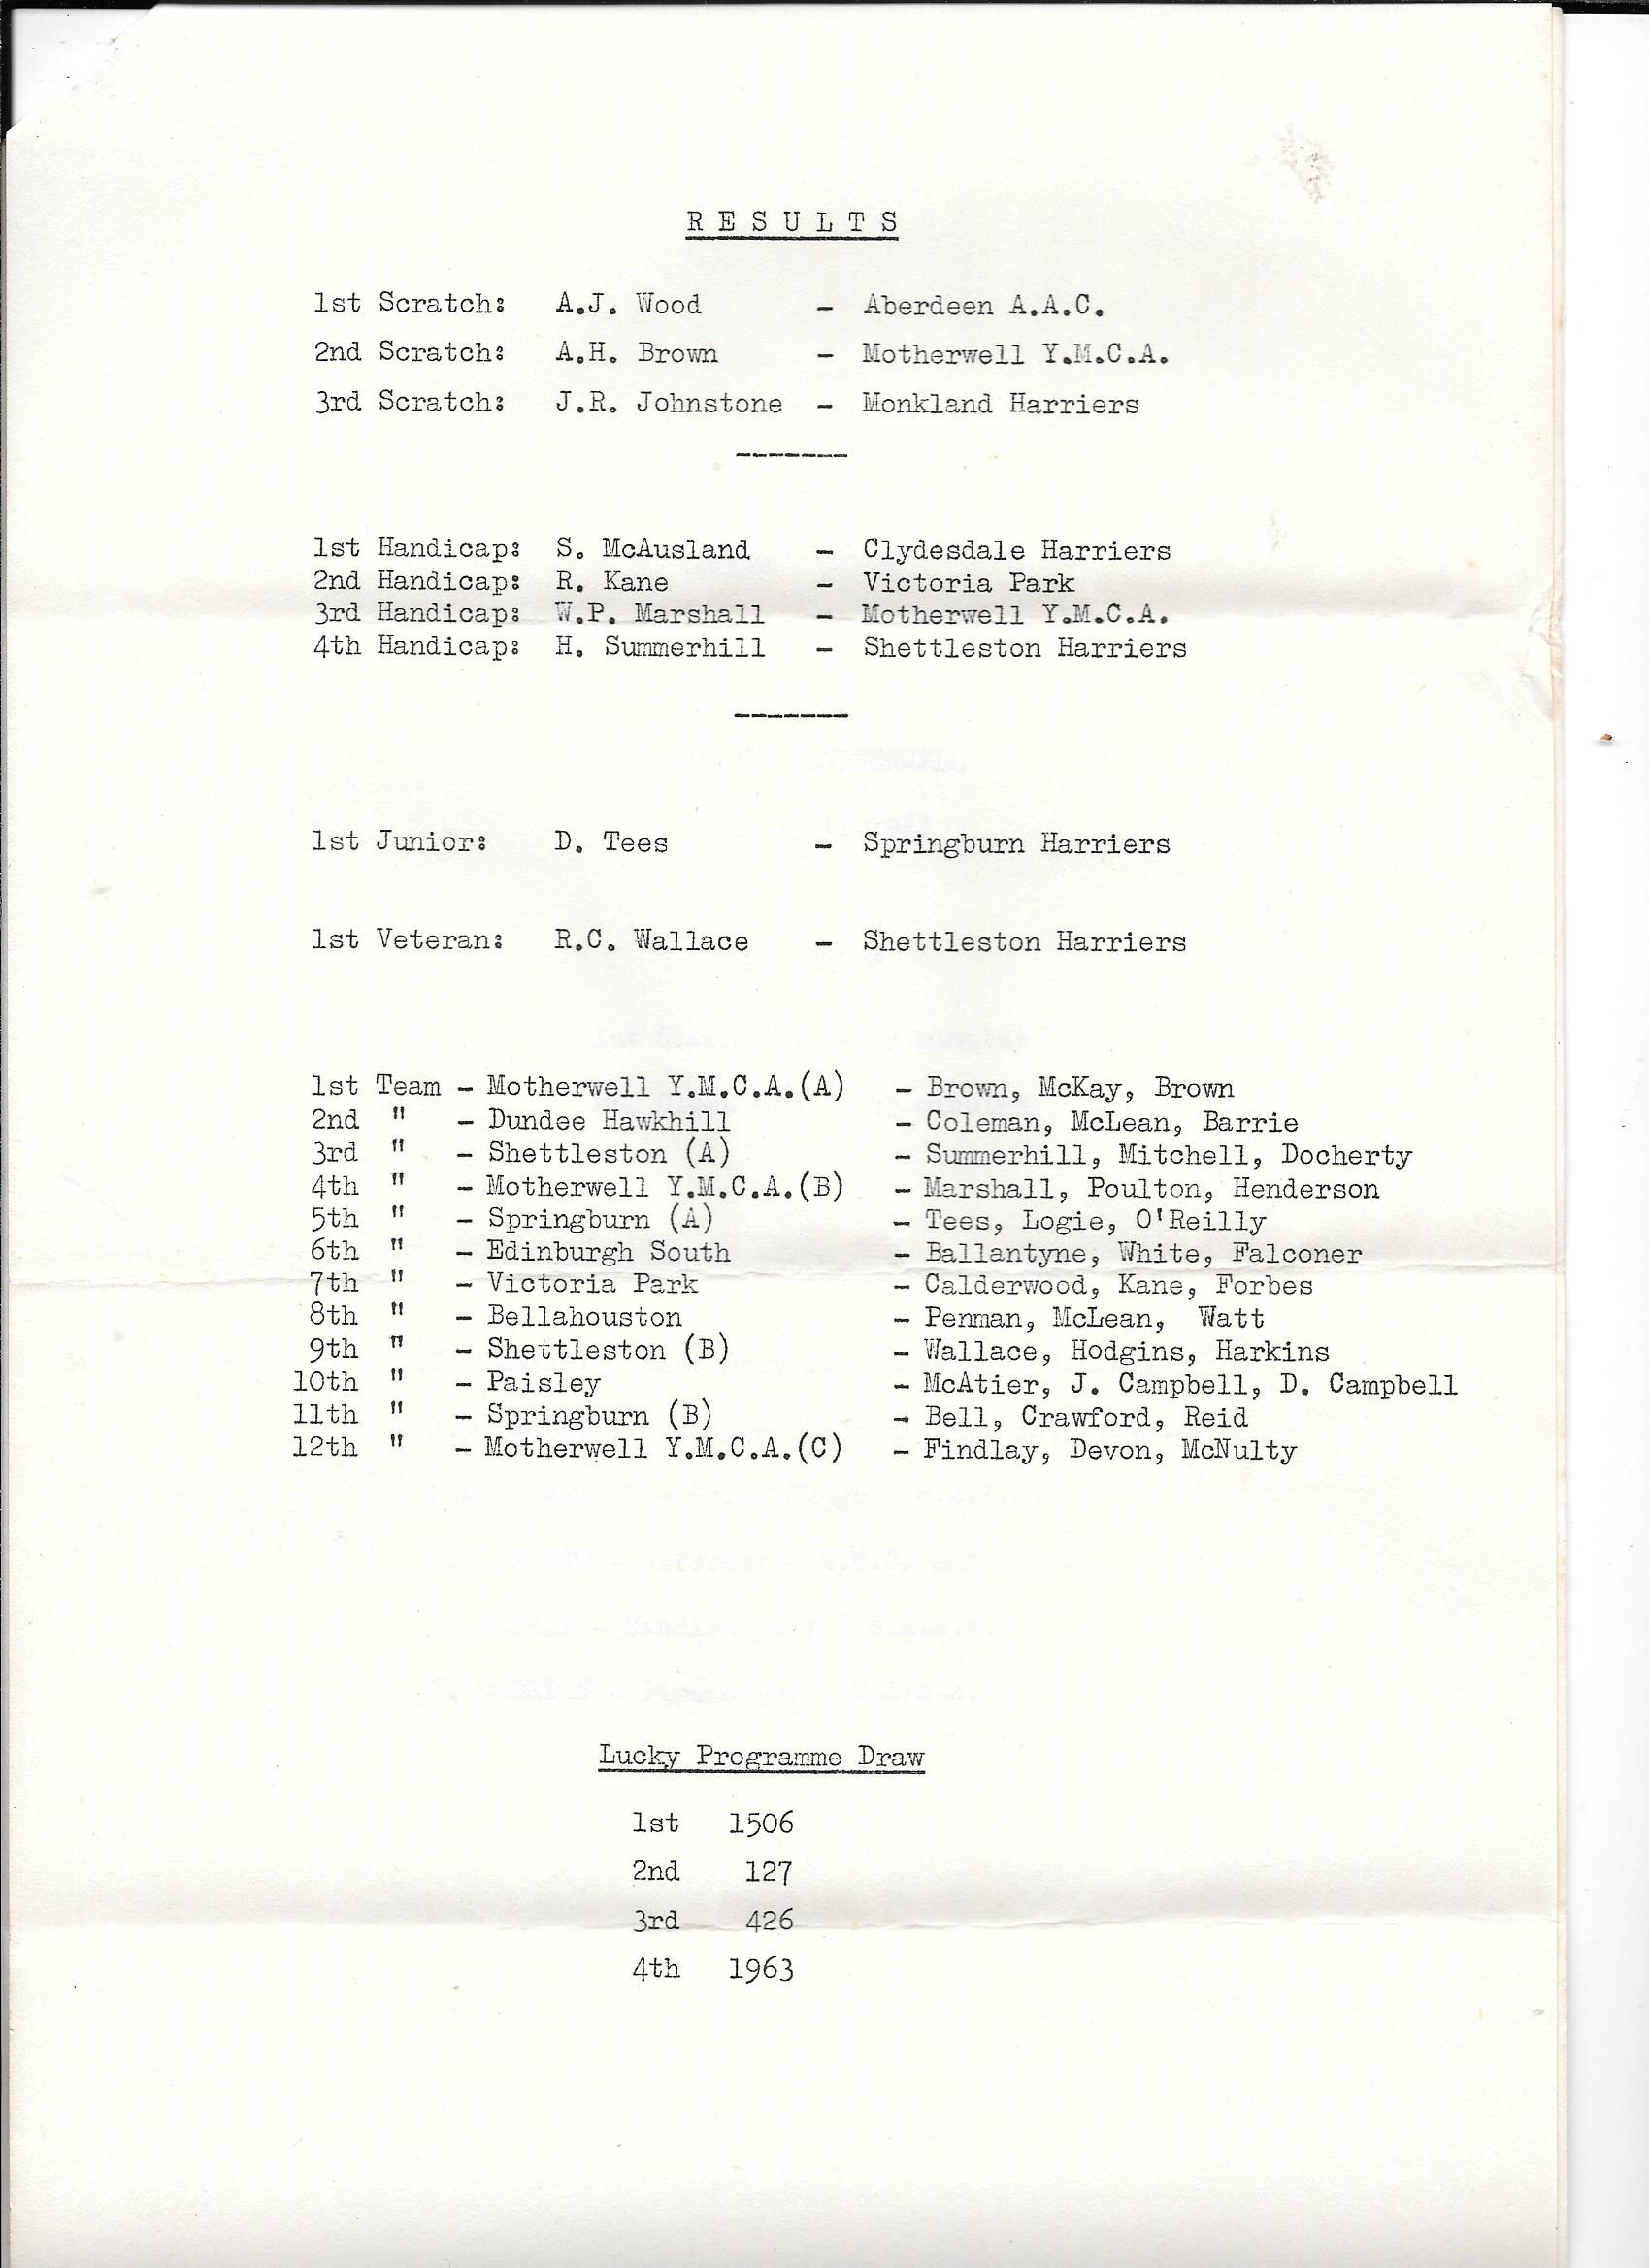 RESULTS
1st Scratch: A.J. Wood - Aberdeen A.A.C.
2nd Scratch: A.H. Brown - Motherwell Y.M.C.A.
3rd Scratch: J.R. Johnstone - Monkland Harriers
-------
1st Handicap: S. McAusland - Clydesdale Harriers
2nd Handicap: R. Kane - Victoria Park
3rd Handicap: W.P. Marshall - Motherwell Y.M.C.A.
4th Handicap: H. Summerhill - Shettleston Harriers
-------
1st Junior: D. Tees - Springburn Harriers
1st Veteran: R.C. Wallace - Shettleston Harriers
1st Team - Motherwell Y.M.C.A.(A) - Brown, McKay, Brown
2nd " - Dundee Hawkhill - Coleman, McLean, Barrie
3rd " - Shettleston (A) - Summerhill, Mitchell, Docherty
4th " - Motherwell Y.M.C.A.(B) - Marshall, Poulton, Henderson
5th " - Springburn (A) - Tees, Logie, O'Reilly
6th " - Edinburgh South - Ballantyne, White, Falconer
7th " - Victoria Park - Calderwood, Kane, Forbes
8th " - Bellahouston - Penman, McLean, Watt
9th " - Shettleston (B) - Wallace, Hodgins, Harkins
10th " - Paisley - McAtier, J. Campbell, D. Campbell
11th " - Springburn (B) - Bell, Crawford, Reid
12th " - Motherwell Y.M.C.A.(C) - Findlay, Devon, McNulty
Lucky Programme Draw
1st 1506
2nd 127
3rd 426
4th 1963